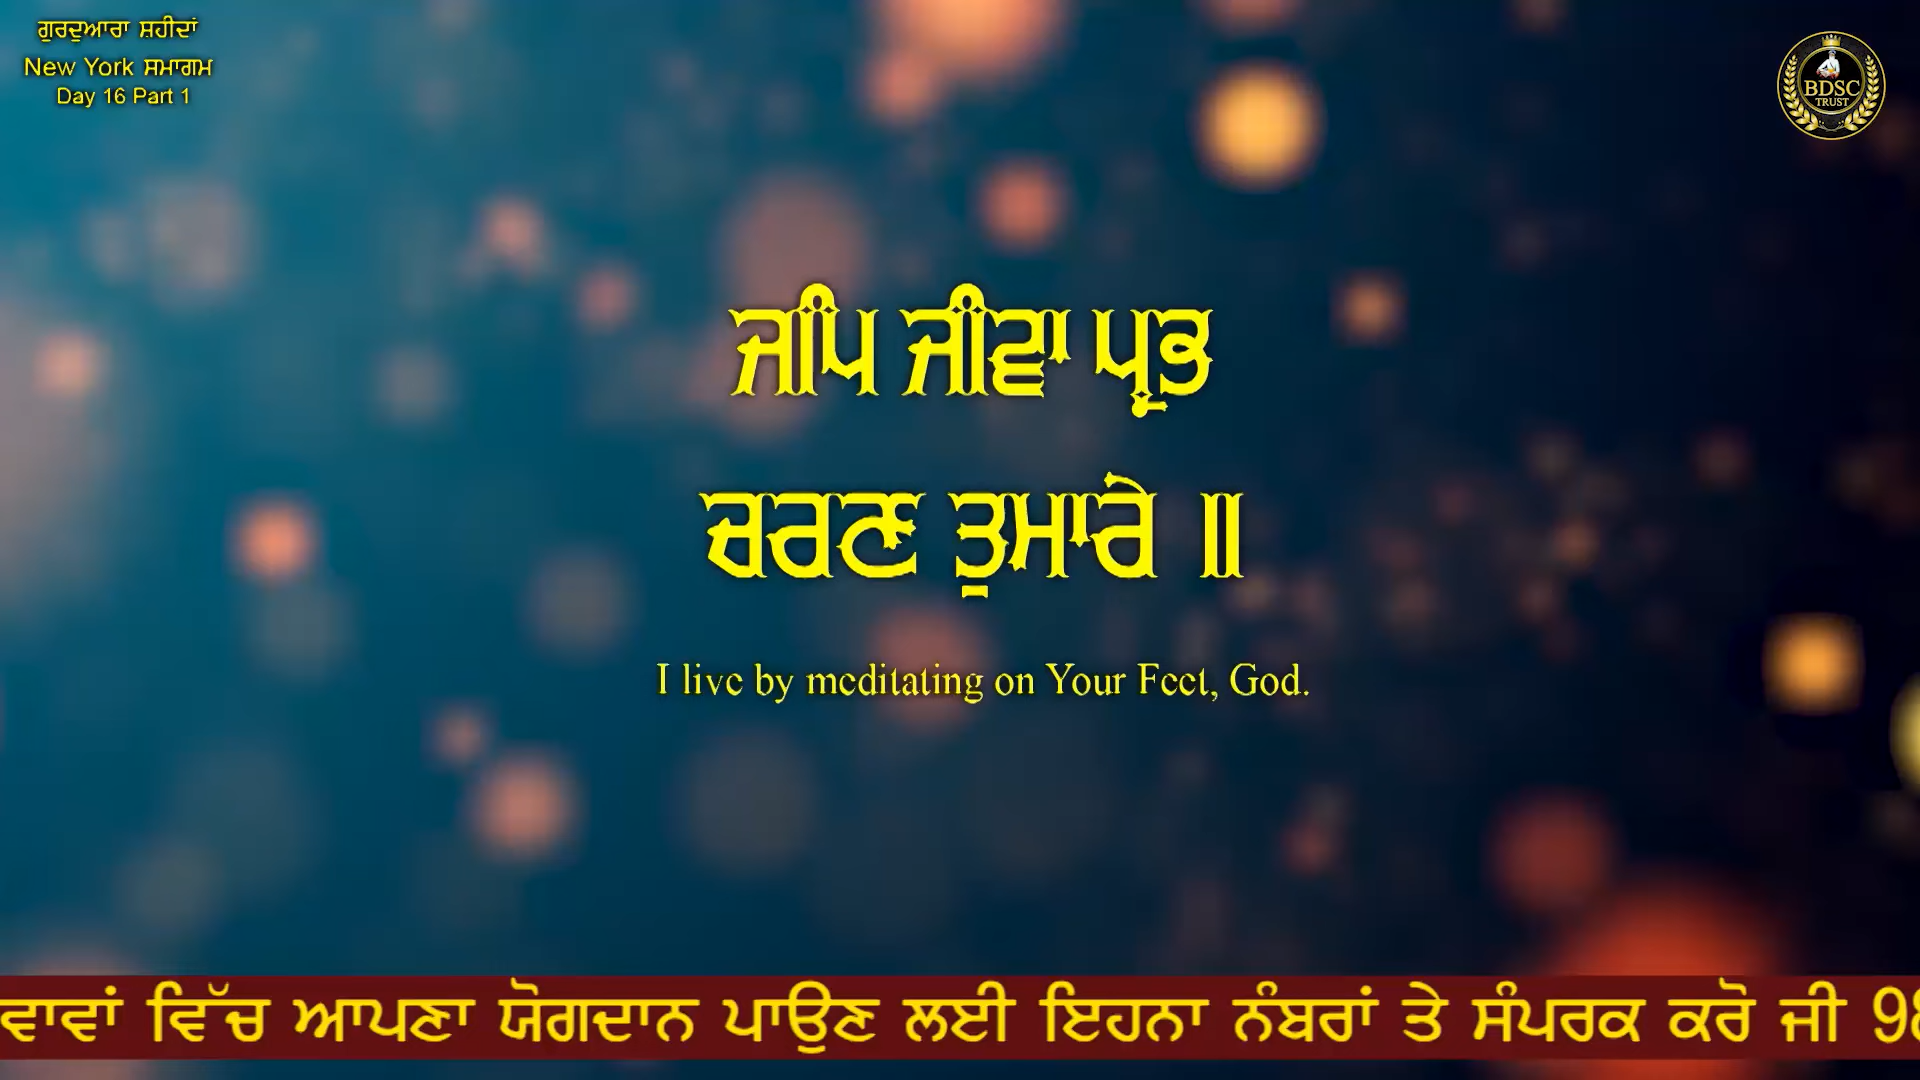 ਗੁਰਦੁਆਰਾ ਸ਼ਹੀਦਾਂ
New York ਸਮਾਗਮ
Day 16 Part 1
BDSC
TRUST
ਜਪਿ ਜੀਵਾ ਪ੍ਰਭ
ਚਰਣ ਤੁਮਾਰੇ ॥
I live by meditating on Your Feet, God.
ਵਾਵਾਂ ਵਿੱਚ ਆਪਣਾ ਯੋਗਦਾਨ ਪਾਉਣ ਲਈ ਇਹਨਾ ਨੰਬਰਾਂ ਤੇ ਸੰਪਰਕ ਕਰੋ ਜੀ 98